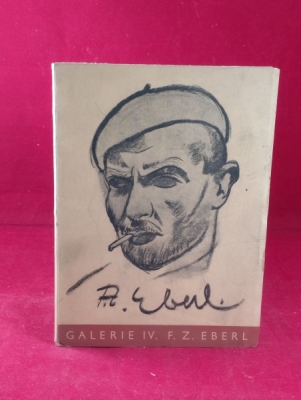 F. Z. Eberl.
GALERIE IV. F. Z. EBERL